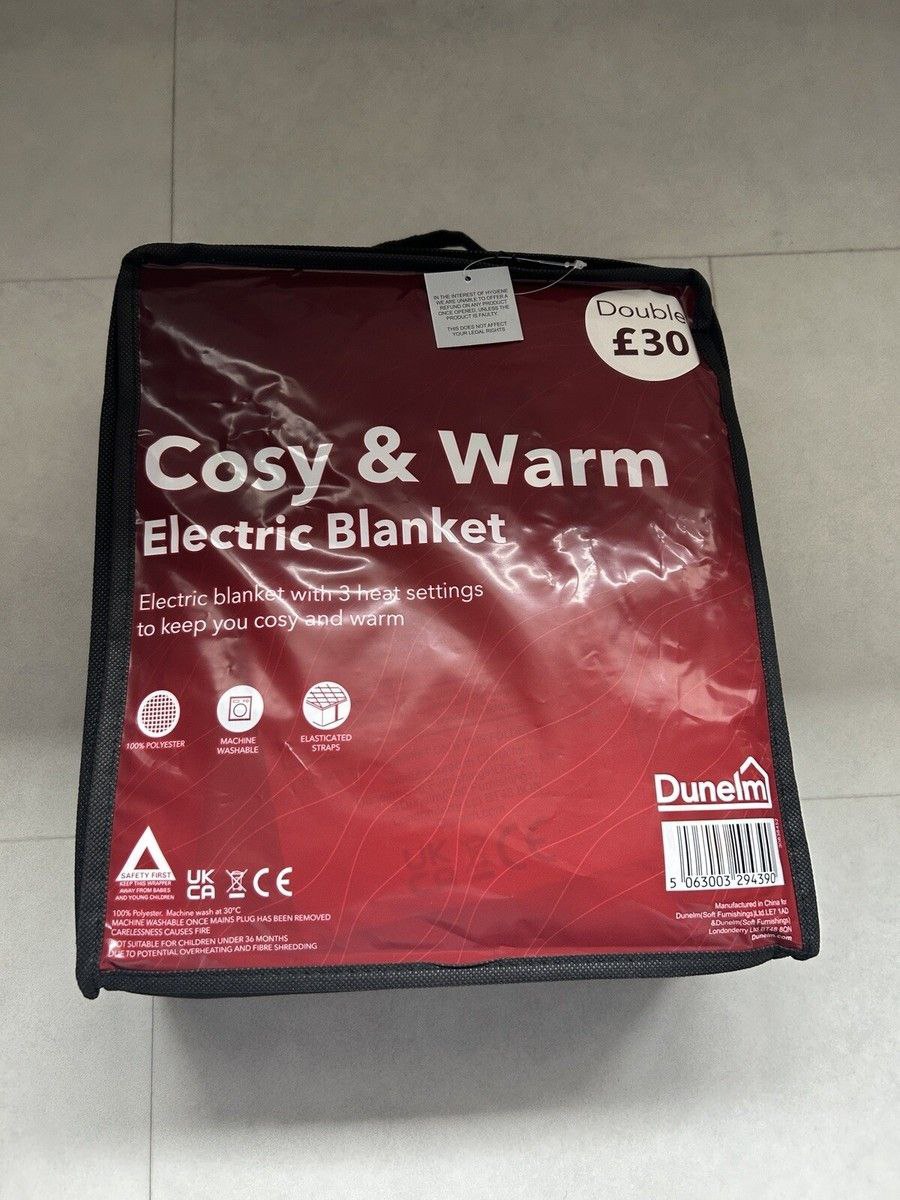 IN THE INTEREST OF HYGIENE
WE ARE UNABLE TO OFFER A
REFUND ON ANY PRODUCT
ONCE OPENED, UNLESS THE
PRODUCT IS FAULTY.
THIS DOES NOT AFFECT
YOUR LEGAL RIGHTS
Double
£30
Cosy & Warm
Electric Blanket
Electric blanket with 3 heat settings
to keep you cosy and warm
100% POLYESTER
MACHINE
WASHABLE
ELASTICATED
STRAPS
Dunelm
5 063003 294390
SAFETY FIRST
KEEP THIS WRAPPER
AWAY FROM BABIES
AND YOUNG CHILDREN
UK
CA
CE
100% Polyester. Machine wash at 30°C
MACHINE WASHABLE ONCE MAINS PLUG HAS BEEN REMOVED
CARELESSNESS CAUSES FIRE
NOT SUITABLE FOR CHILDREN UNDER 36 MONTHS
DUE TO POTENTIAL OVERHEATING AND FIBRE SHREDDING
Manufactured in China for
Dunelm(Soft Furnishings)Ltd.LE7 1AD
&Dunelm(Soft Furnishings)
Londonderry Ltd.BT48 8QN
Dunelm.com